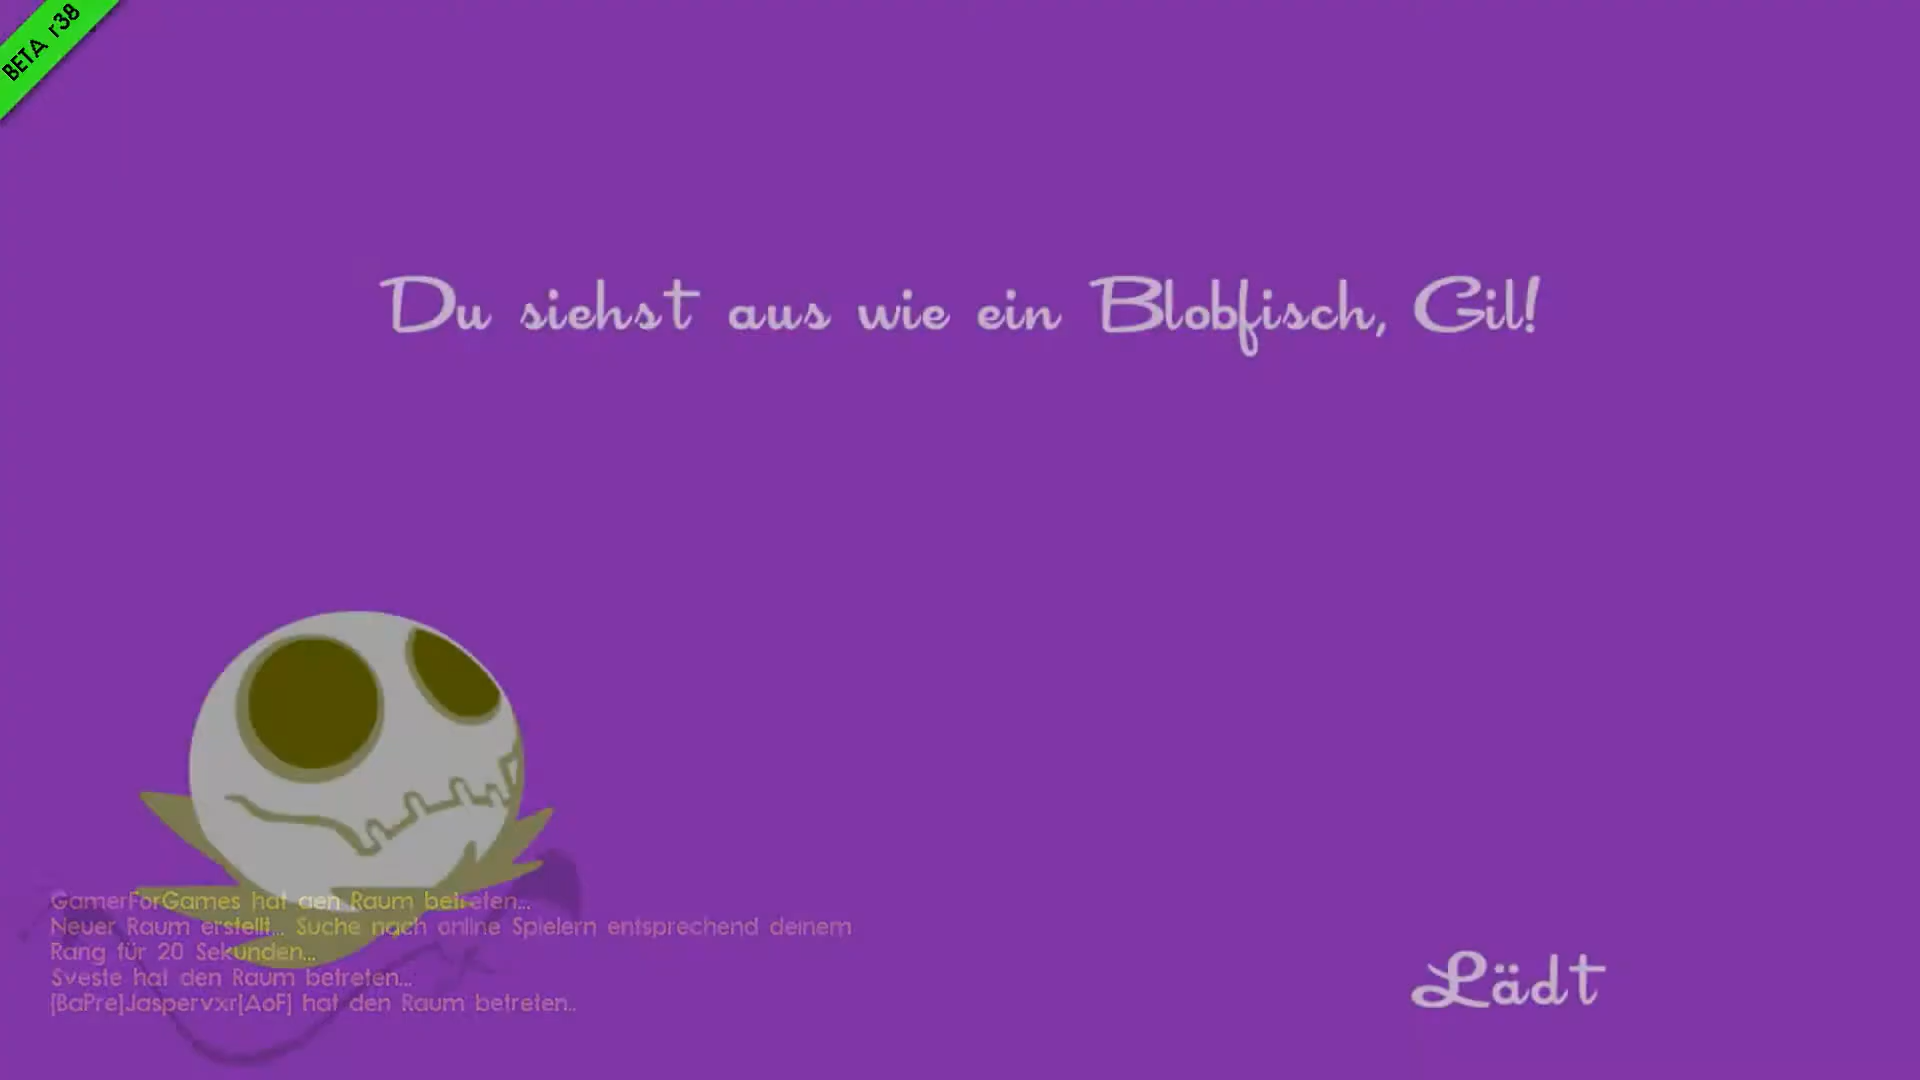 BETA r38
Du siehst aus wie ein Blobfisch, Gil!
GamerForGames hat den Raum betreten...
Neuer Raum erstellt... Suche nach online Spielern entsprechend deinem
Rang für 20 Sekunden...
Sveste hat den Raum betreten...
[BaPre]Jaspervxr[AoF] hat den Raum betreten..
Lädt